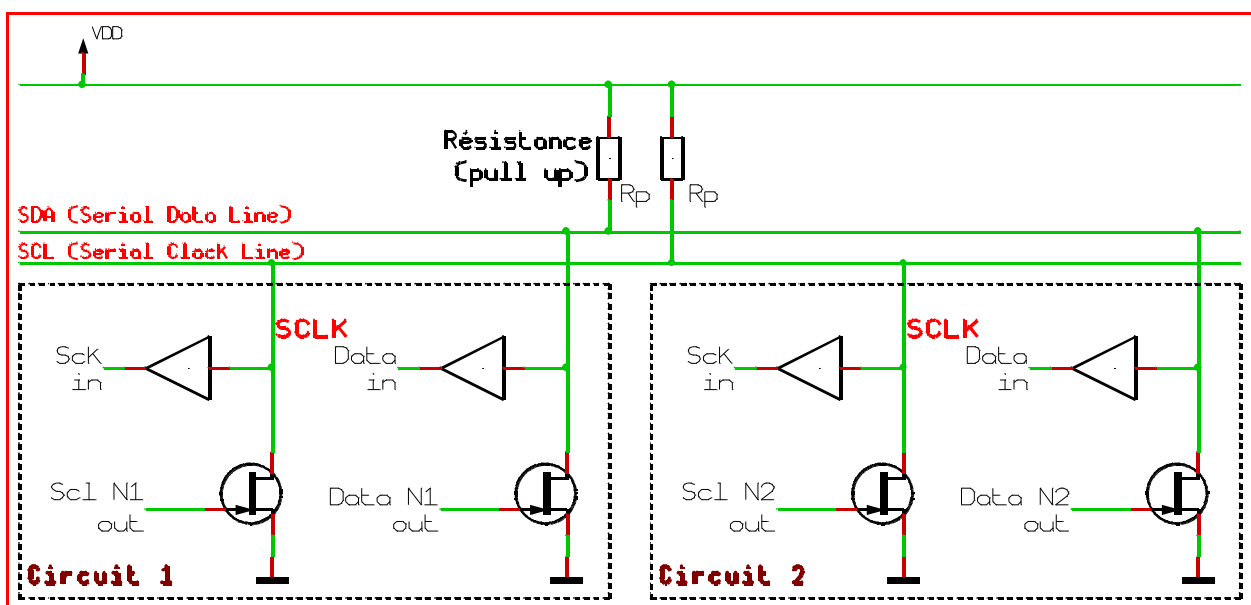 VDD
Résistance
(pull up)
Rp
Rp
SDA (Serial Data Line)
SCL (Serial Clock Line)
SCLK
Sck
in
Data
in
Scl N1
out
Data N1
out
Circuit 1
SCLK
Sck
in
Data
in
Scl N2
out
Data N2
out
Circuit 2